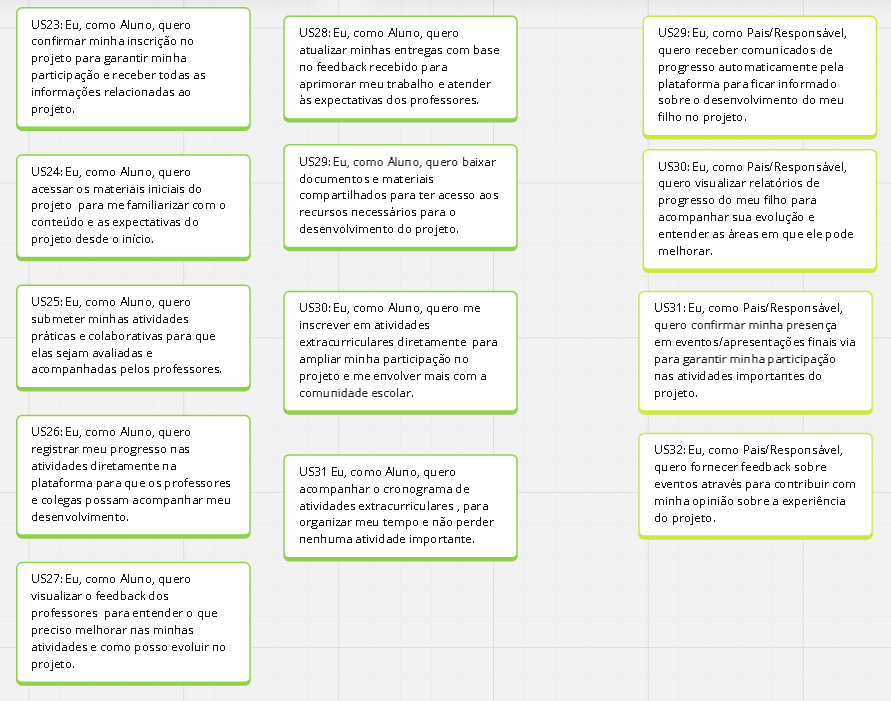 US23: Eu, como Aluno, quero
confirmar minha inscrição no
projeto para garantir minha
participação e receber todas as
informações relacionadas ao
projeto.
US24: Eu, como Aluno, quero
acessar os materiais iniciais do
projeto para me familiarizar com o
conteúdo e as expectativas do
projeto desde o início.
US25: Eu, como Aluno, quero
submeter minhas atividades
práticas e colaborativas para que
elas sejam avaliadas e
acompanhadas pelos professores.
US26: Eu, como Aluno, quero
registrar meu progresso nas
atividades diretamente na
plataforma para que os professores
e colegas possam acompanhar meu
desenvolvimento.
US27: Eu, como Aluno, quero
visualizar o feedback dos
professores para entender o que
preciso melhorar nas minhas
atividades e como posso evoluir no
projeto.
US28: Eu, como Aluno, quero
atualizar minhas entregas com base
no feedback recebido para
aprimorar meu trabalho e atender
às expectativas dos professores.
US29: Eu, como Aluno, quero baixar
documentos e materiais
compartilhados para ter acesso aos
recursos necessários para o
desenvolvimento do projeto.
US30: Eu, como Aluno, quero me
inscrever em atividades
extracurriculares diretamente para
ampliar minha participação no
projeto e me envolver mais com a
comunidade escolar.
US31 Eu, como Aluno, quero
acompanhar o cronograma de
atividades extracurriculares , para
organizar meu tempo e não perder
nenhuma atividade importante.
US29: Eu, como Pais/Responsável,
quero receber comunicados de
progresso automaticamente pela
plataforma para ficar informado
sobre o desenvolvimento do meu
filho no projeto.
US30: Eu, como Pais/Responsável,
quero visualizar relatórios de
progresso do meu filho para
acompanhar sua evolução e
entender as áreas em que ele pode
melhorar.
US31: Eu, como Pais/Responsável,
quero confirmar minha presença
em eventos/apresentações finais via
para garantir minha participação
nas atividades importantes do
projeto.
US32: Eu, como Pais/Responsável,
quero fornecer feedback sobre
eventos através para contribuir com
minha opinião sobre a experiência
do projeto.